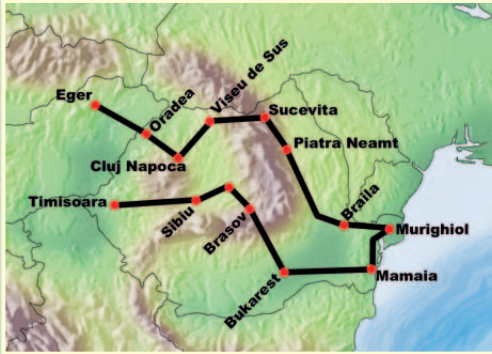 Viseu de Sus
Eger
Oradea
Sucevita
Piatra Neamt
Cluj Napoca
Timisoara
Sibiu
Brasov
Braila
Murighiol
Bukarest
Mamaia